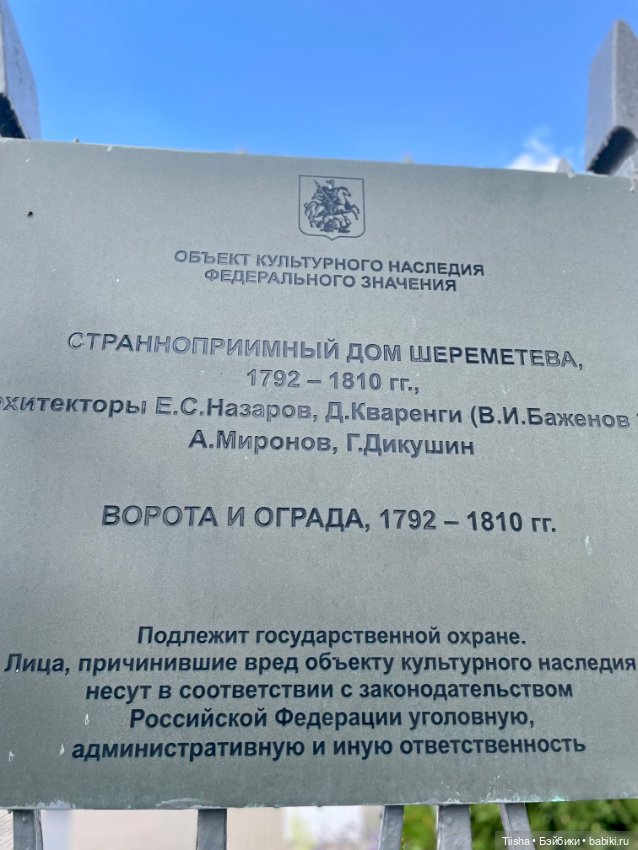 ОБЪЕКТ КУЛЬТУРНОГО НАСЛЕДИЯ
ФЕДЕРАЛЬНОГО ЗНАЧЕНИЯ
СТРАННОПРИИМНЫЙ ДОМ ШЕРЕМЕТЕВА,
1792 – 1810 гг.,
рхитекторы Е.С.Назаров, Д.Кваренги (В.И.Баженов
А.Миронов, Г.Дикушин
ВОРОТА И ОГРАДА, 1792 – 1810 гг.
Подлежит государственной охране.
Лица, причинившие вред объекту культурного наследия
несут в соответствии с законодательством
Российской Федерации уголовную,
административную и иную ответственность
Tiisha • Бэйбики • babiki.ru